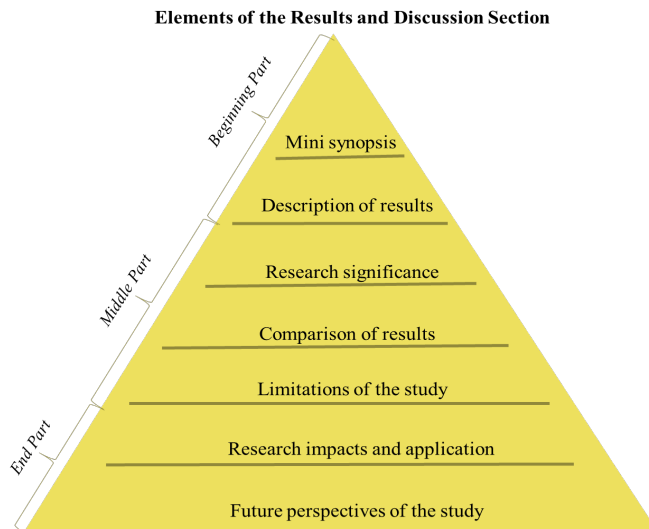 Elements of the Results and Discussion Section
Beginning Part
Mini synopsis
Description of results
Middle Part
Research significance
Comparison of results
Limitations of the study
End Part
Research impacts and application
Future perspectives of the study